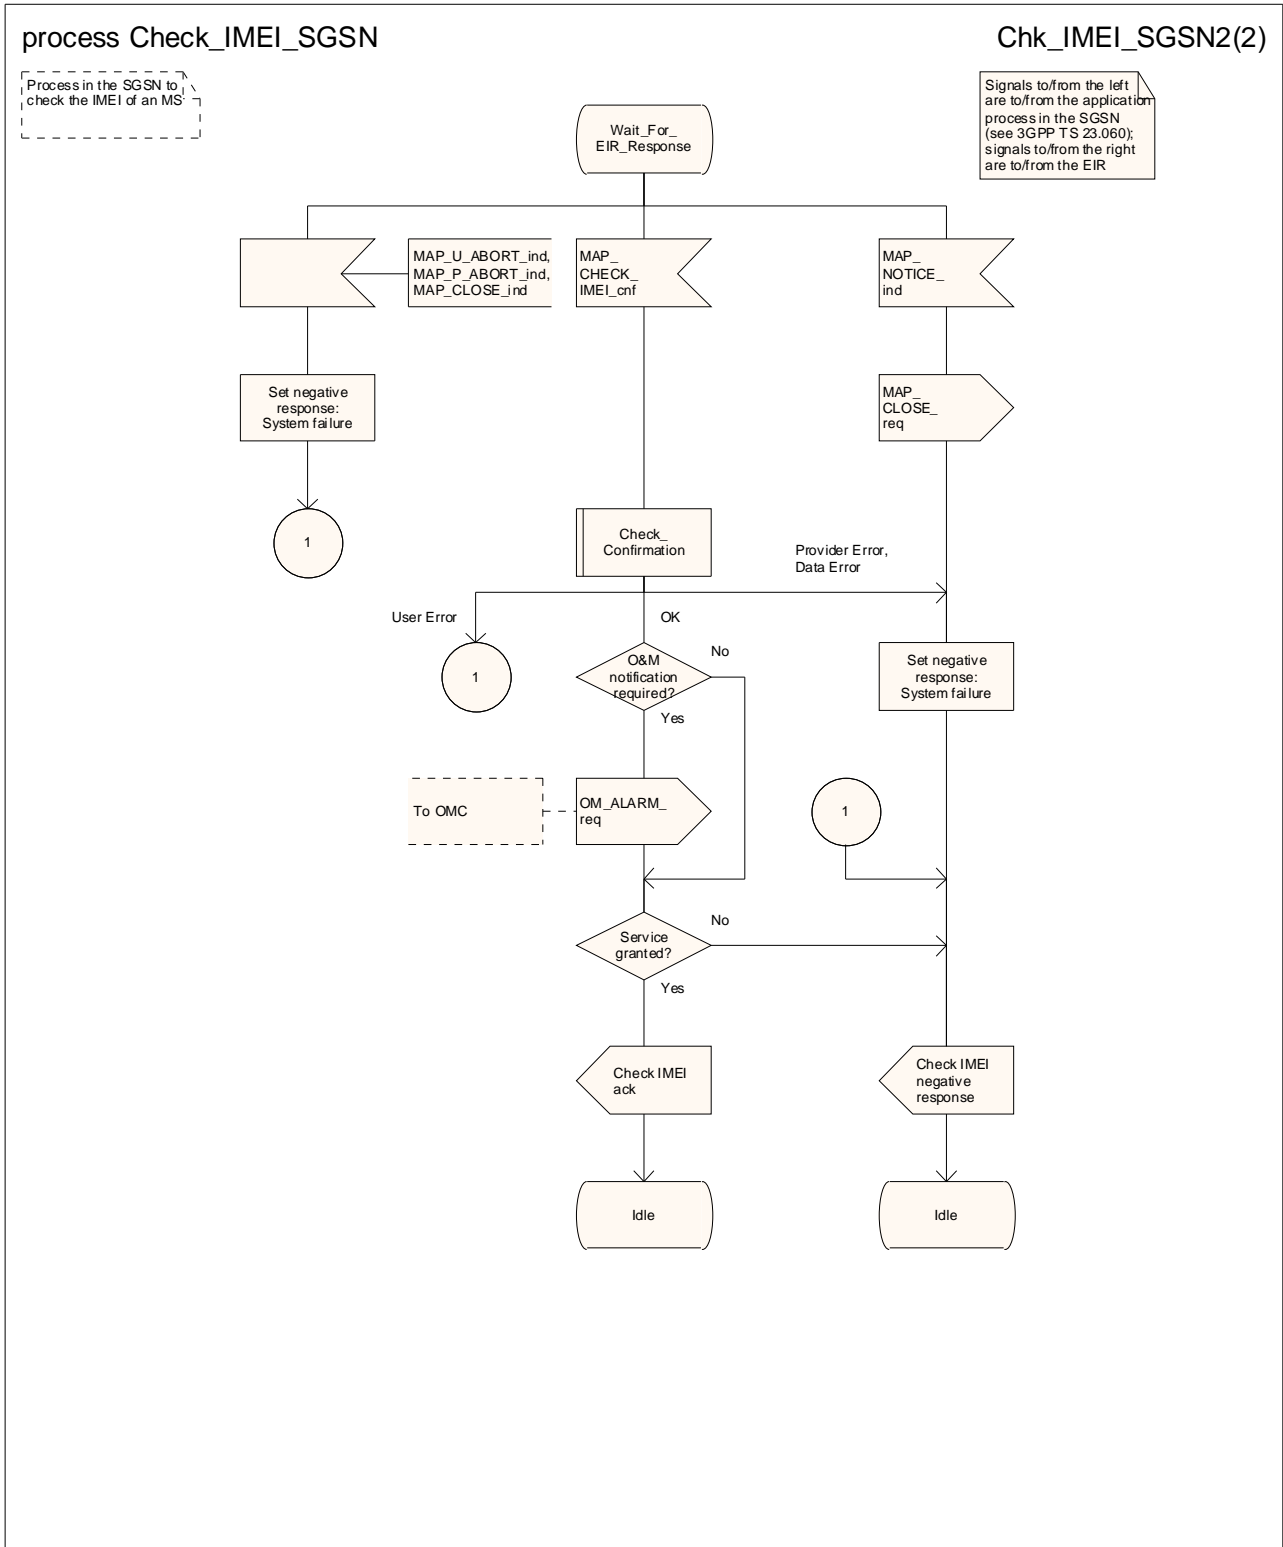 process Check_IMEI_SGSN
Chk_IMEI_SGSN2(2)
Process in the SGSN to
check the IMEI of an MS
Signals to/from the left
are to/from the application
process in the SGSN
(see 3GPP TS 23.060);
signals to/from the right
are to/from the EIR
Wait_For_
EIR_Response
MAP_U_ABORT_ind,
MAP_P_ABORT_ind,
MAP_CLOSE_ind
MAP_
CHECK_
IMEI_cnf
MAP_
NOTICE_
ind
Set negative
response:
System failure
MAP_
CLOSE_
req
1
Check_
Confirmation
Provider Error,
Data Error
User Error
OK
1
O&M
notification
required?
No
Yes
Set negative
response:
System failure
To OMC
OM_ALARM_
req
1
Service
granted?
No
Yes
Check IMEI
ack
Check IMEI
negative
response
Idle
Idle